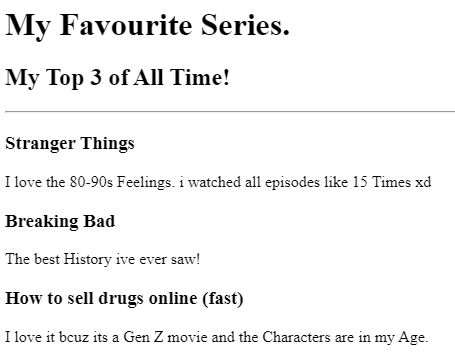 My Favourite Series.
My Top 3 of All Time!
Stranger Things
I love the 80-90s Feelings. i watched all episodes like 15 Times xd
Breaking Bad
The best History ive ever saw!
How to sell drugs online (fast)
I love it bcuz its a Gen Z movie and the Characters are in my Age.